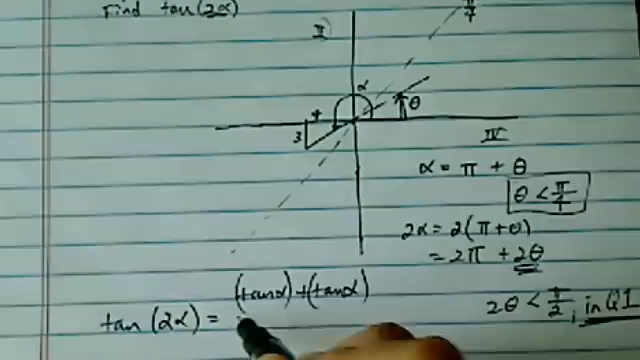 Find tan(2α)
II
π/4
α
θ
4
3
IV
α = π + θ
θ < π/4
2α = 2(π+θ)
= 2π + 2θ
(tanα)+(tanα)
tan(2α) =
2θ < π/2, in Q1